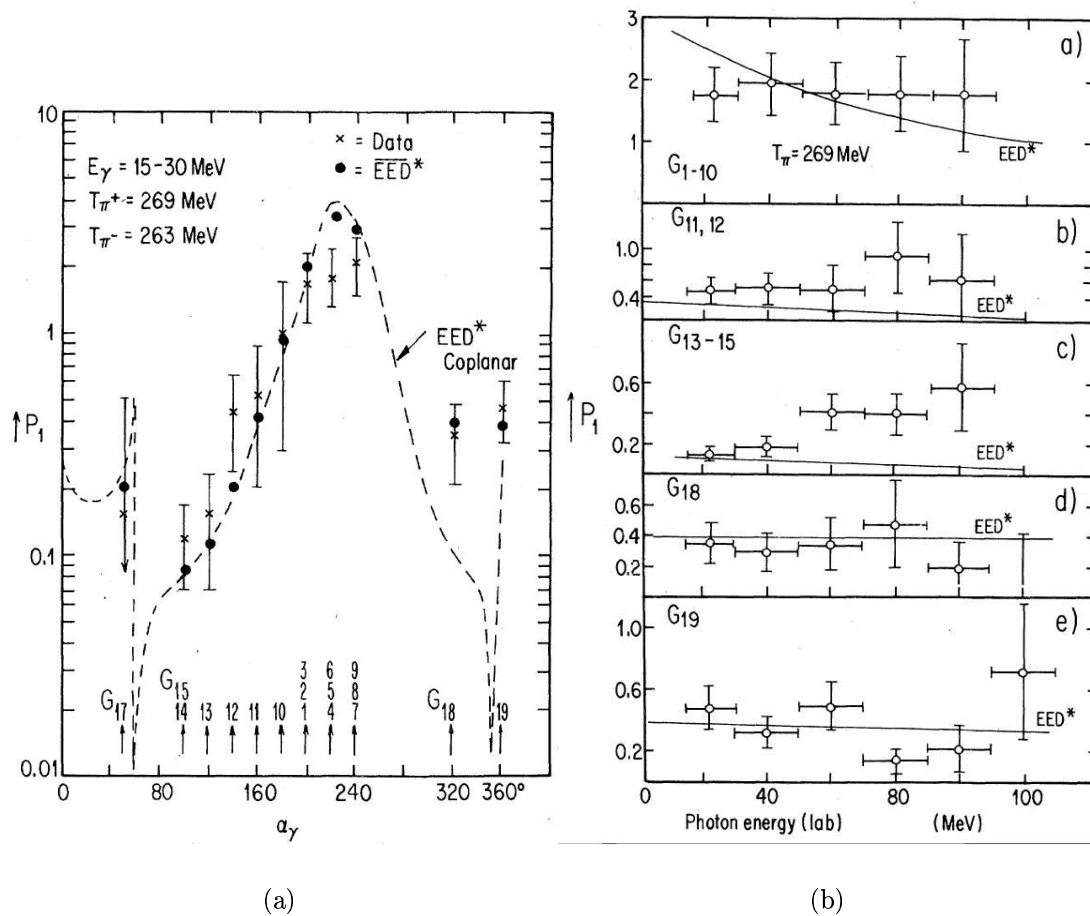 10
1
0.1
0.01
↑P₁
E_γ = 15-30 MeV
T_π⁺ = 269 MeV
T_π⁻ = 263 MeV
× = Data
● = EED*
EED*
Coplanar
G₁₇
G₁₅
14
13
12
11
10
3
2
1
6
5
4
9
8
7
G₁₈
19
0
80
160
240
320
360°
α_γ
(a)
3
2
1
a)
T_π = 269 MeV
EED*
G₁₋₁₀
G₁₁,₁₂
1.0
0.4
b)
EED*
G₁₃₋₁₅
0.6
0.2
c)
EED*
↑P₁
G₁₈
0.6
0.4
0.2
d)
EED*
G₁₉
1.0
0.6
0.2
e)
EED*
0
40
80
100
Photon energy (lab) (MeV)
(b)